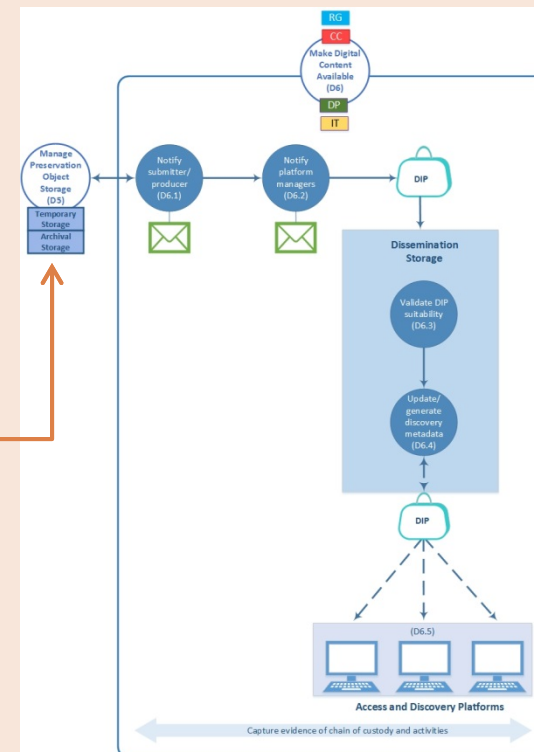 RG
CC
Make Digital
Content
Available
(D6)
DP
IT
Manage
Preservation
Object
Storage
(D5)
Temporary
Storage
Archival
Storage
Notify
submitter/
producer
(D6.1)
Notify
platform
managers
(D6.2)
DIP
Dissemination
Storage
Validate DIP
suitability
(D6.3)
Update/
generate
discovery
metadata
(D6.4)
DIP
(D6.5)
Access and Discovery Platforms
Capture evidence of chain of custody and activities